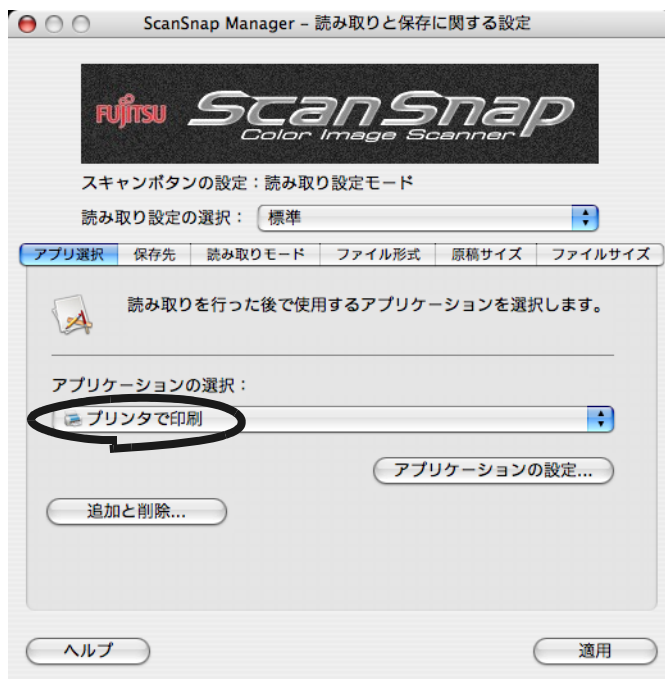 ScanSnap Manager – 読み取りと保存に関する設定
FUJITSU ScanSnap
Color Image Scanner
スキャンボタンの設定：読み取り設定モード
読み取り設定の選択： 標準
アプリ選択 保存先 読み取りモード ファイル形式 原稿サイズ ファイルサイズ
読み取りを行った後で使用するアプリケーションを選択します。
アプリケーションの選択：
プリンタで印刷
アプリケーションの設定...
追加と削除...
ヘルプ 適用